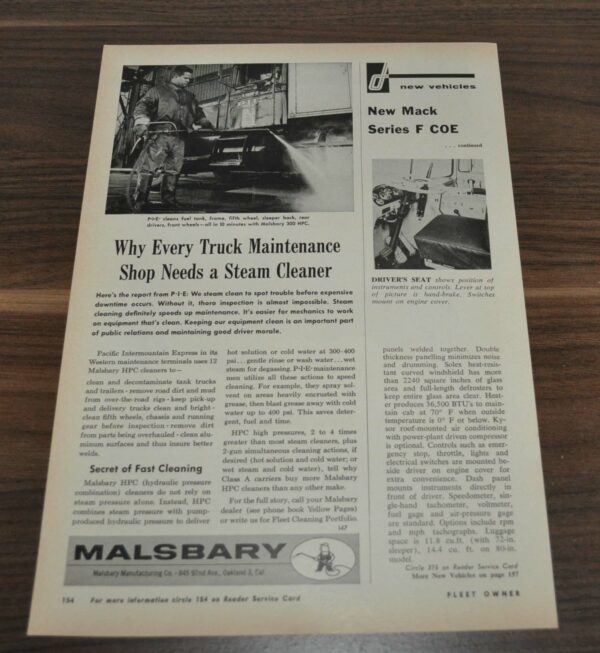 P·I·E· cleans fuel tank, frame, fifth wheel, sleeper back, rear
drivers, front wheels—all in 10 minutes with Malsbary 300 HPC.
Why Every Truck Maintenance
Shop Needs a Steam Cleaner
Here's the report from P·I·E: We steam clean to spot trouble before expensive
downtime occurs. Without it, thoro inspection is almost impossible. Steam
cleaning definitely speeds up maintenance. It's easier for mechanics to work
on equipment that's clean. Keeping our equipment clean is an important part
of public relations and maintaining good driver morale.
Pacific Intermountain Express in its
Western maintenance terminals uses 12
Malsbary HPC cleaners to—
clean and decontaminate tank trucks
and trailers · remove road dirt and mud
from over-the-road rigs · keep pick-up
and delivery trucks clean and bright ·
clean fifth wheels, chassis and running
gear before inspection · remove dirt
from parts being overhauled · clean alu-
minum surfaces and thus insure better
welds.
Secret of Fast Cleaning
Malsbary HPC (hydraulic pressure
combination) cleaners do not rely on
steam pressure alone. Instead, HPC
combines steam pressure with pump-
produced hydraulic pressure to deliver
hot solution or cold water at 300-400
psi . . . gentle rinse or wash water . . . wet
steam for degassing. P·I·E·maintenance
men utilize all these actions to speed
cleaning. For example, they spray sol-
vent on areas heavily encrusted with
grease, then blast grease away with cold
water up to 400 psi. This saves deter-
gent, fuel and time.
HPC high pressures, 2 to 4 times
greater than most steam cleaners, plus
2-gun simultaneous cleaning actions, if
desired (hot solution and cold water; or
wet steam and cold water), tell why
Class A carriers buy more Malsbary
HPC cleaners than any other make.
For the full story, call your Malsbary
dealer (see phone book Yellow Pages)
or write us for Fleet Cleaning Portfolio.
147
MALSBARY
Malsbary Manufacturing Co. · 845 92nd Ave., Oakland 3, Cal.
154 For more information circle 154 on Reader Service Card
d
new vehicles
New Mack
Series F COE
. . . continued
DRIVER'S SEAT shows position of
instruments and controls. Lever at top
of picture is hand-brake. Switches
mount on engine cover.
panels welded together. Double
thickness panelling minimizes noise
and drumming. Solex heat-resis-
tant curved windshield has more
than 2240 square inches of glass
area and full-length defrosters to
keep entire glass area clear. Heat-
er produces 36,500 BTU's to main-
tain cab at 70° F when outside
temperature is 0° F or below. Ky-
sor roof-mounted air conditioning
with power-plant driven compressor
is optional. Controls such as emer-
gency stop, throttle, lights and
electrical switches are mounted be-
side driver on engine cover for
extra convenience. Dash panel
mounts instruments directly in
front of driver. Speedometer, sin-
gle-hand tachometer, voltmeter,
fuel gage and air-pressure gage
are standard. Options include rpm
and mph tachographs. Luggage
space is 11.8 cu.ft. (with 72-in.
sleeper), 14.4 cu. ft. on 80-in.
model.
Circle 375 on Reader Service Card
More New Vehicles on page 157
FLEET OWNER